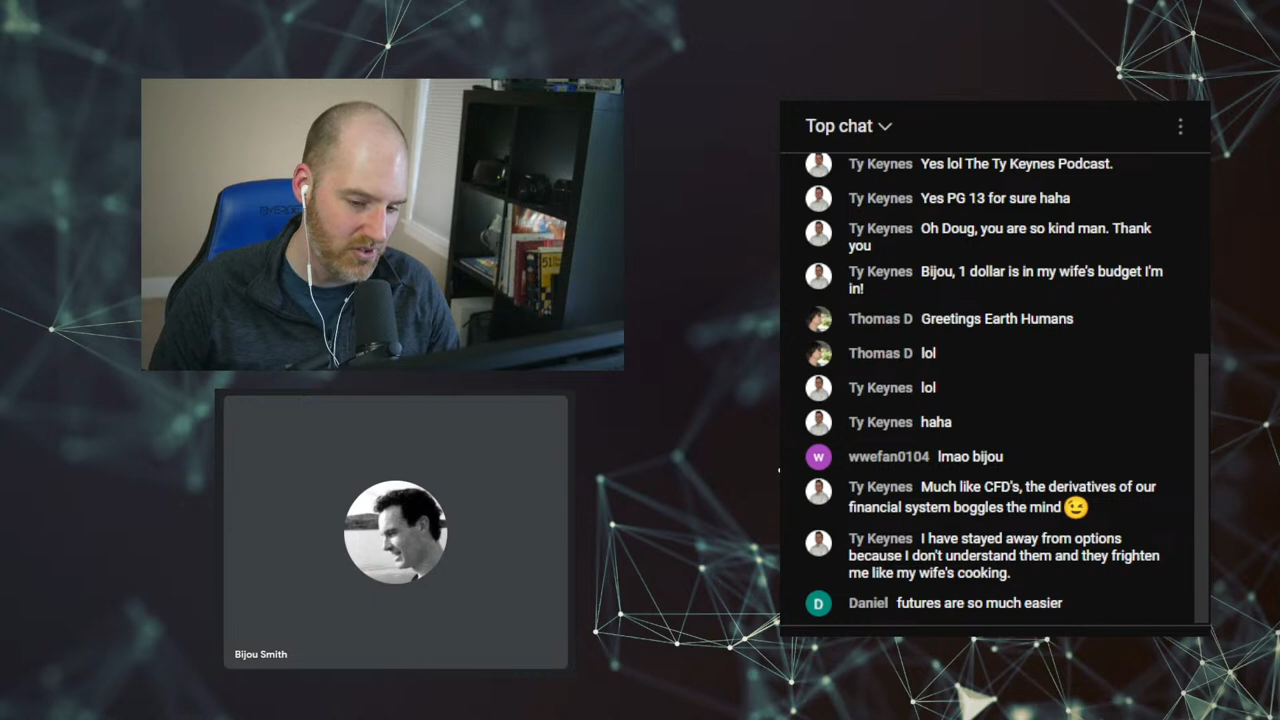 Top chat
Ty Keynes Yes lol The Ty Keynes Podcast.
Ty Keynes Yes PG 13 for sure haha
Ty Keynes Oh Doug, you are so kind man. Thank
you
Ty Keynes Bijou, 1 dollar is in my wife's budget I'm
in!
Thomas D Greetings Earth Humans
Thomas D lol
Ty Keynes lol
Ty Keynes haha
W wwefan0104 lmao bijou
Ty Keynes Much like CFD's, the derivatives of our
financial system boggles the mind😉
Ty Keynes I have stayed away from options
because I don't understand them and they frighten
me like my wife's cooking.
D Daniel futures are so much easier
51
Bijou Smith